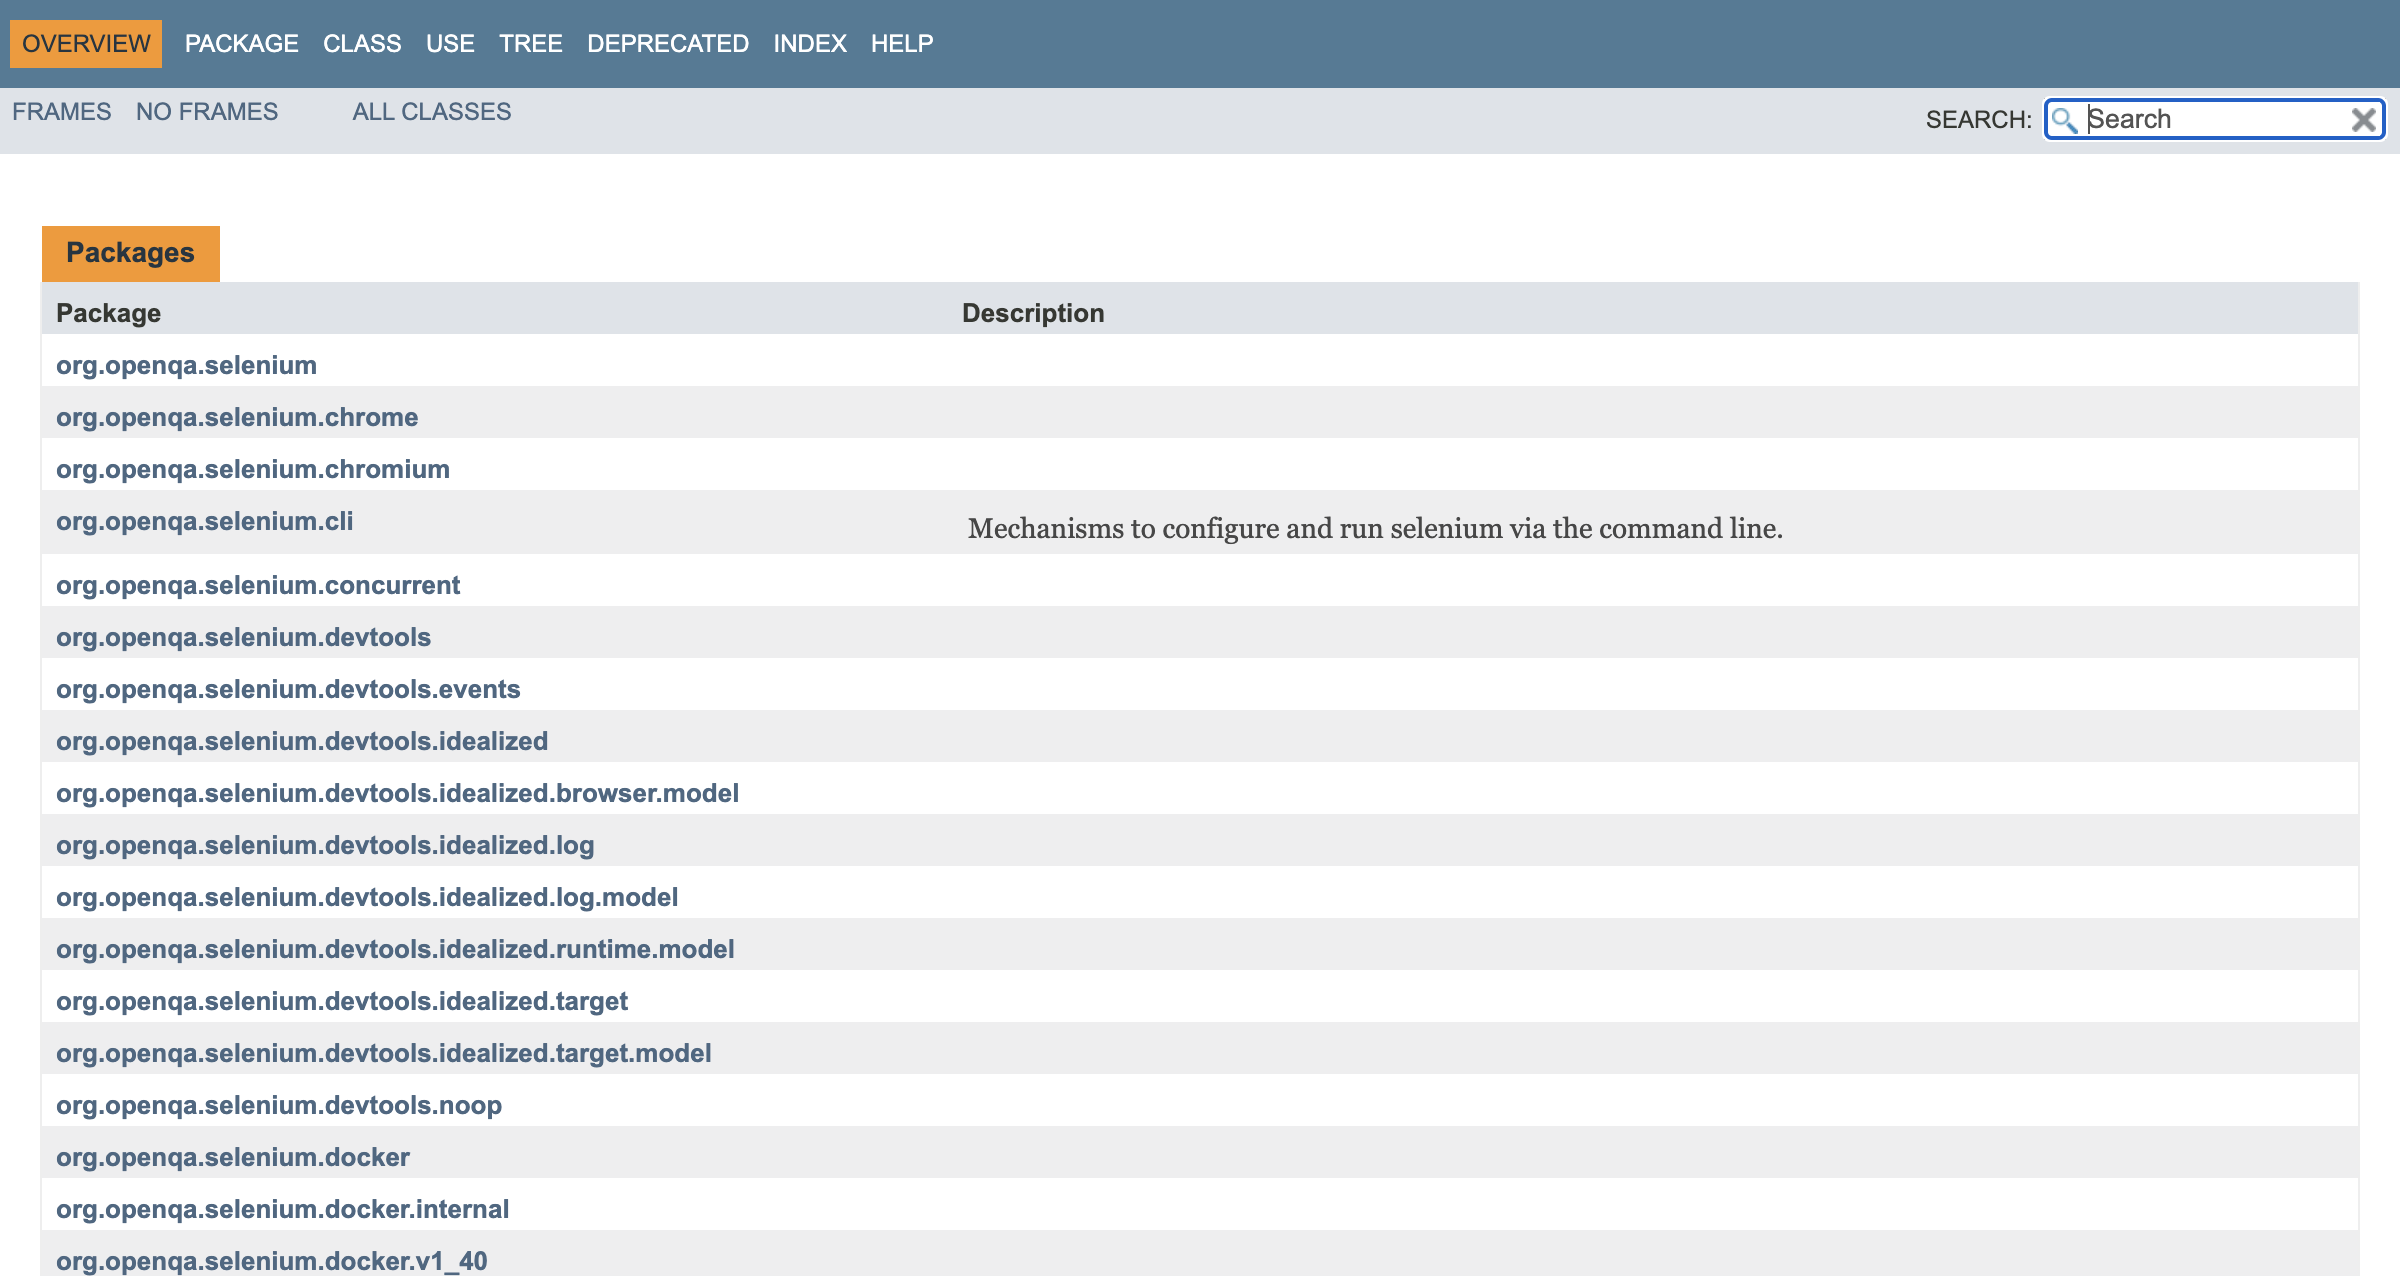 OVERVIEW PACKAGE CLASS USE TREE DEPRECATED INDEX HELP
FRAMES NO FRAMES ALL CLASSES SEARCH: Search
Packages
Package Description
org.openqa.selenium
org.openqa.selenium.chrome
org.openqa.selenium.chromium
org.openqa.selenium.cli Mechanisms to configure and run selenium via the command line.
org.openqa.selenium.concurrent
org.openqa.selenium.devtools
org.openqa.selenium.devtools.events
org.openqa.selenium.devtools.idealized
org.openqa.selenium.devtools.idealized.browser.model
org.openqa.selenium.devtools.idealized.log
org.openqa.selenium.devtools.idealized.log.model
org.openqa.selenium.devtools.idealized.runtime.model
org.openqa.selenium.devtools.idealized.target
org.openqa.selenium.devtools.idealized.target.model
org.openqa.selenium.devtools.noop
org.openqa.selenium.docker
org.openqa.selenium.docker.internal
org.openqa.selenium.docker.v1_40